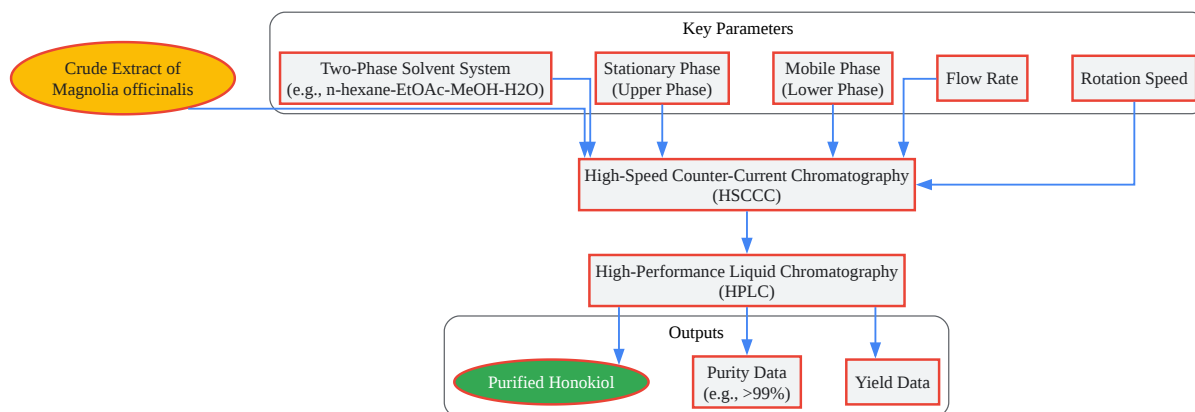 Key Parameters
Crude Extract of
Magnolia officinalis
Two-Phase Solvent System
(e.g., n-hexane-EtOAc-MeOH-H2O)
Stationary Phase
(Upper Phase)
Mobile Phase
(Lower Phase)
Flow Rate
Rotation Speed
High-Speed Counter-Current Chromatography
(HSCCC)
High-Performance Liquid Chromatography
(HPLC)
Outputs
Purified Honokiol
Purity Data
(e.g., >99%)
Yield Data